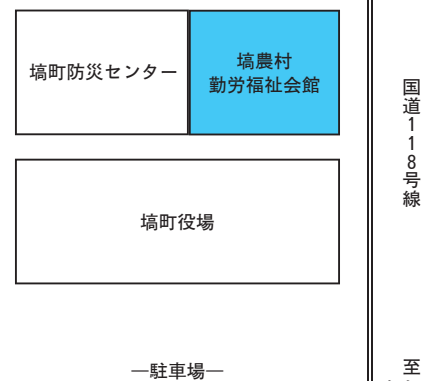 塙町防災センター
塙農村
勤労福祉会館
国道118号線
塙町役場
―駐車場―
至